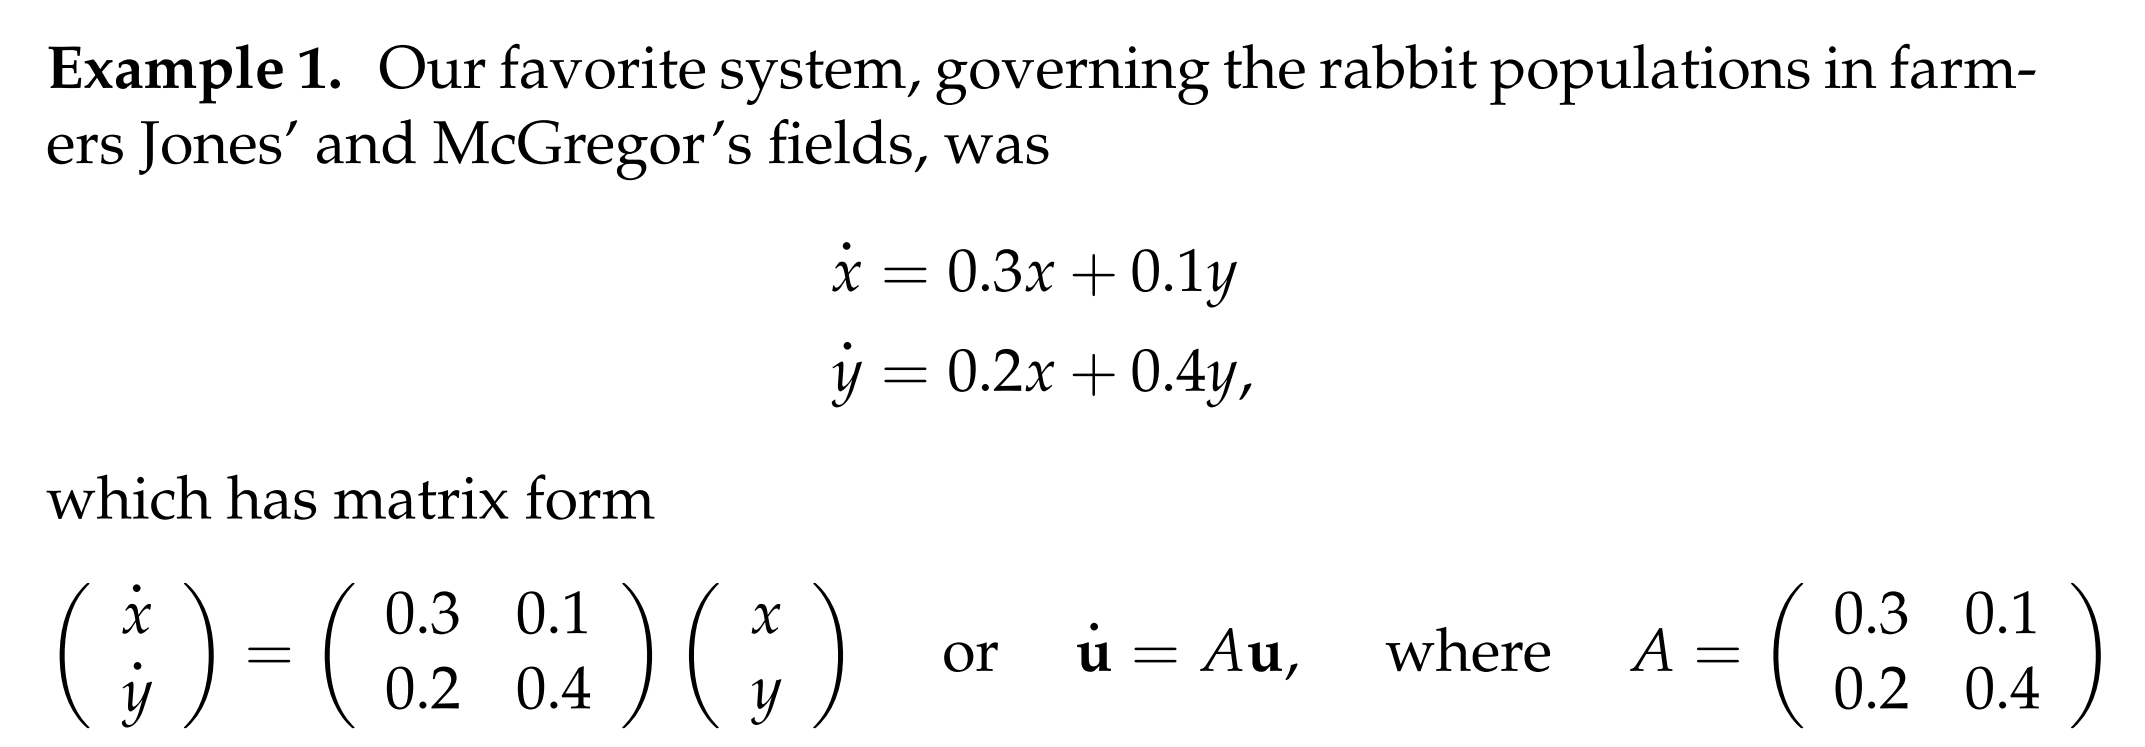 Example 1. Our favorite system, governing the rabbit populations in farm-
ers Jones’ and McGregor’s fields, was
ẋ = 0.3x + 0.1y
ẏ = 0.2x + 0.4y,
which has matrix form
( ẋ ) = ( 0.3 0.1 ) ( x ) or u̇ = Au, where A = ( 0.3 0.1 )
( ẏ ) ( 0.2 0.4 ) ( y ) ( 0.2 0.4 )